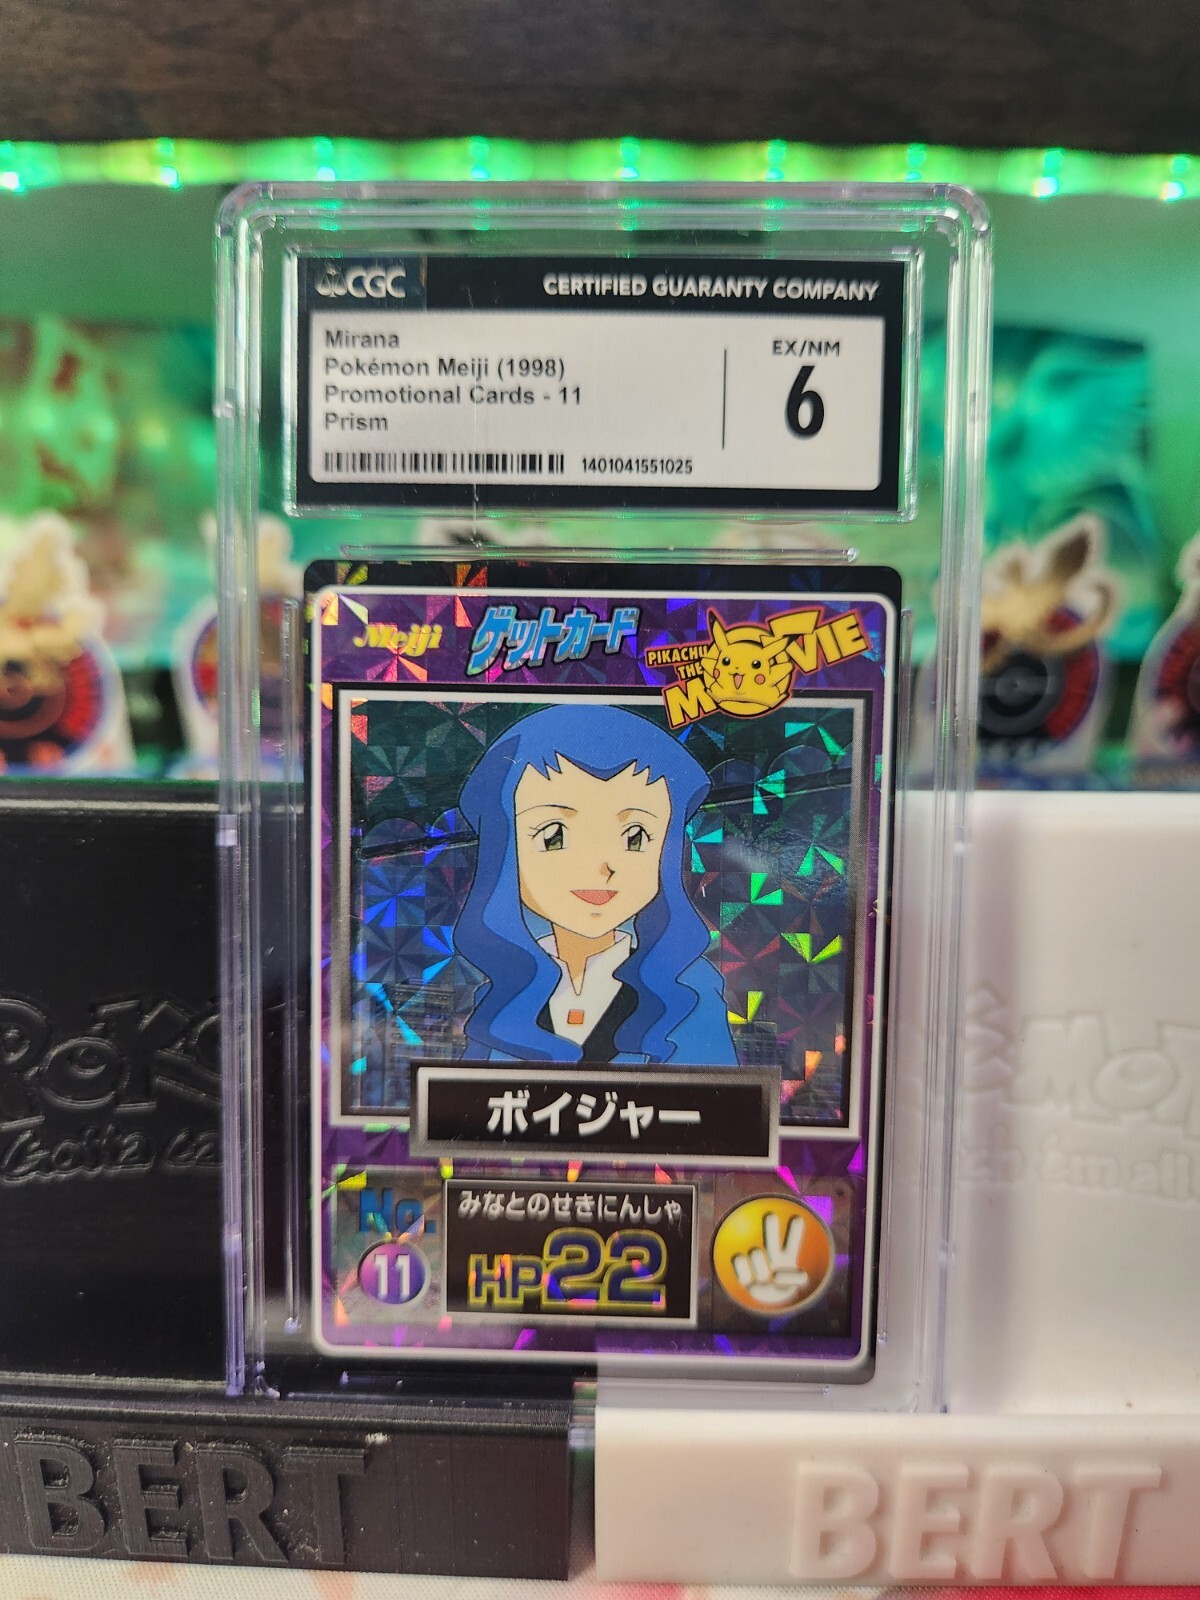 CGC
CERTIFIED GUARANTY COMPANY
Mirana
Pokémon Meiji (1998)
Promotional Cards - 11
Prism
EX/NM
6
1401041551025
Meiji
ゲットカード
PIKACHU
THE
MOVIE
ボイジャー
No.
11
みなとのせきにんしゃ
HP22
BERT
BERT